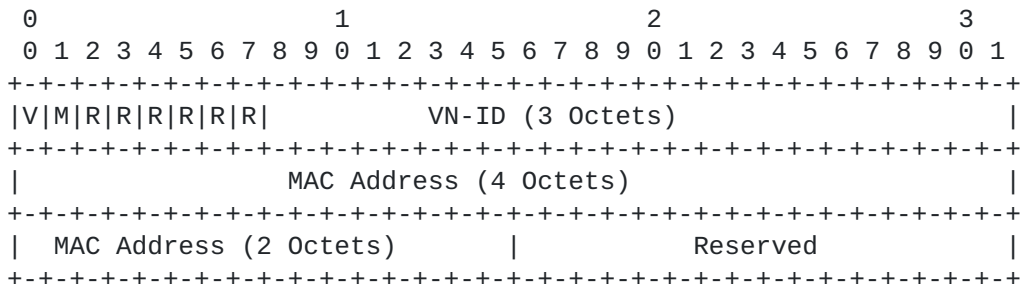 0                   1                   2                   3
 0 1 2 3 4 5 6 7 8 9 0 1 2 3 4 5 6 7 8 9 0 1 2 3 4 5 6 7 8 9 0 1
+-+-+-+-+-+-+-+-+-+-+-+-+-+-+-+-+-+-+-+-+-+-+-+-+-+-+-+-+-+-+-+-+
|V|M|R|R|R|R|R|R|          VN-ID (3 Octets)                     |
+-+-+-+-+-+-+-+-+-+-+-+-+-+-+-+-+-+-+-+-+-+-+-+-+-+-+-+-+-+-+-+-+
|                 MAC Address (4 Octets)                        |
+-+-+-+-+-+-+-+-+-+-+-+-+-+-+-+-+-+-+-+-+-+-+-+-+-+-+-+-+-+-+-+-+
|  MAC Address (2 Octets)       |           Reserved            |
+-+-+-+-+-+-+-+-+-+-+-+-+-+-+-+-+-+-+-+-+-+-+-+-+-+-+-+-+-+-+-+-+